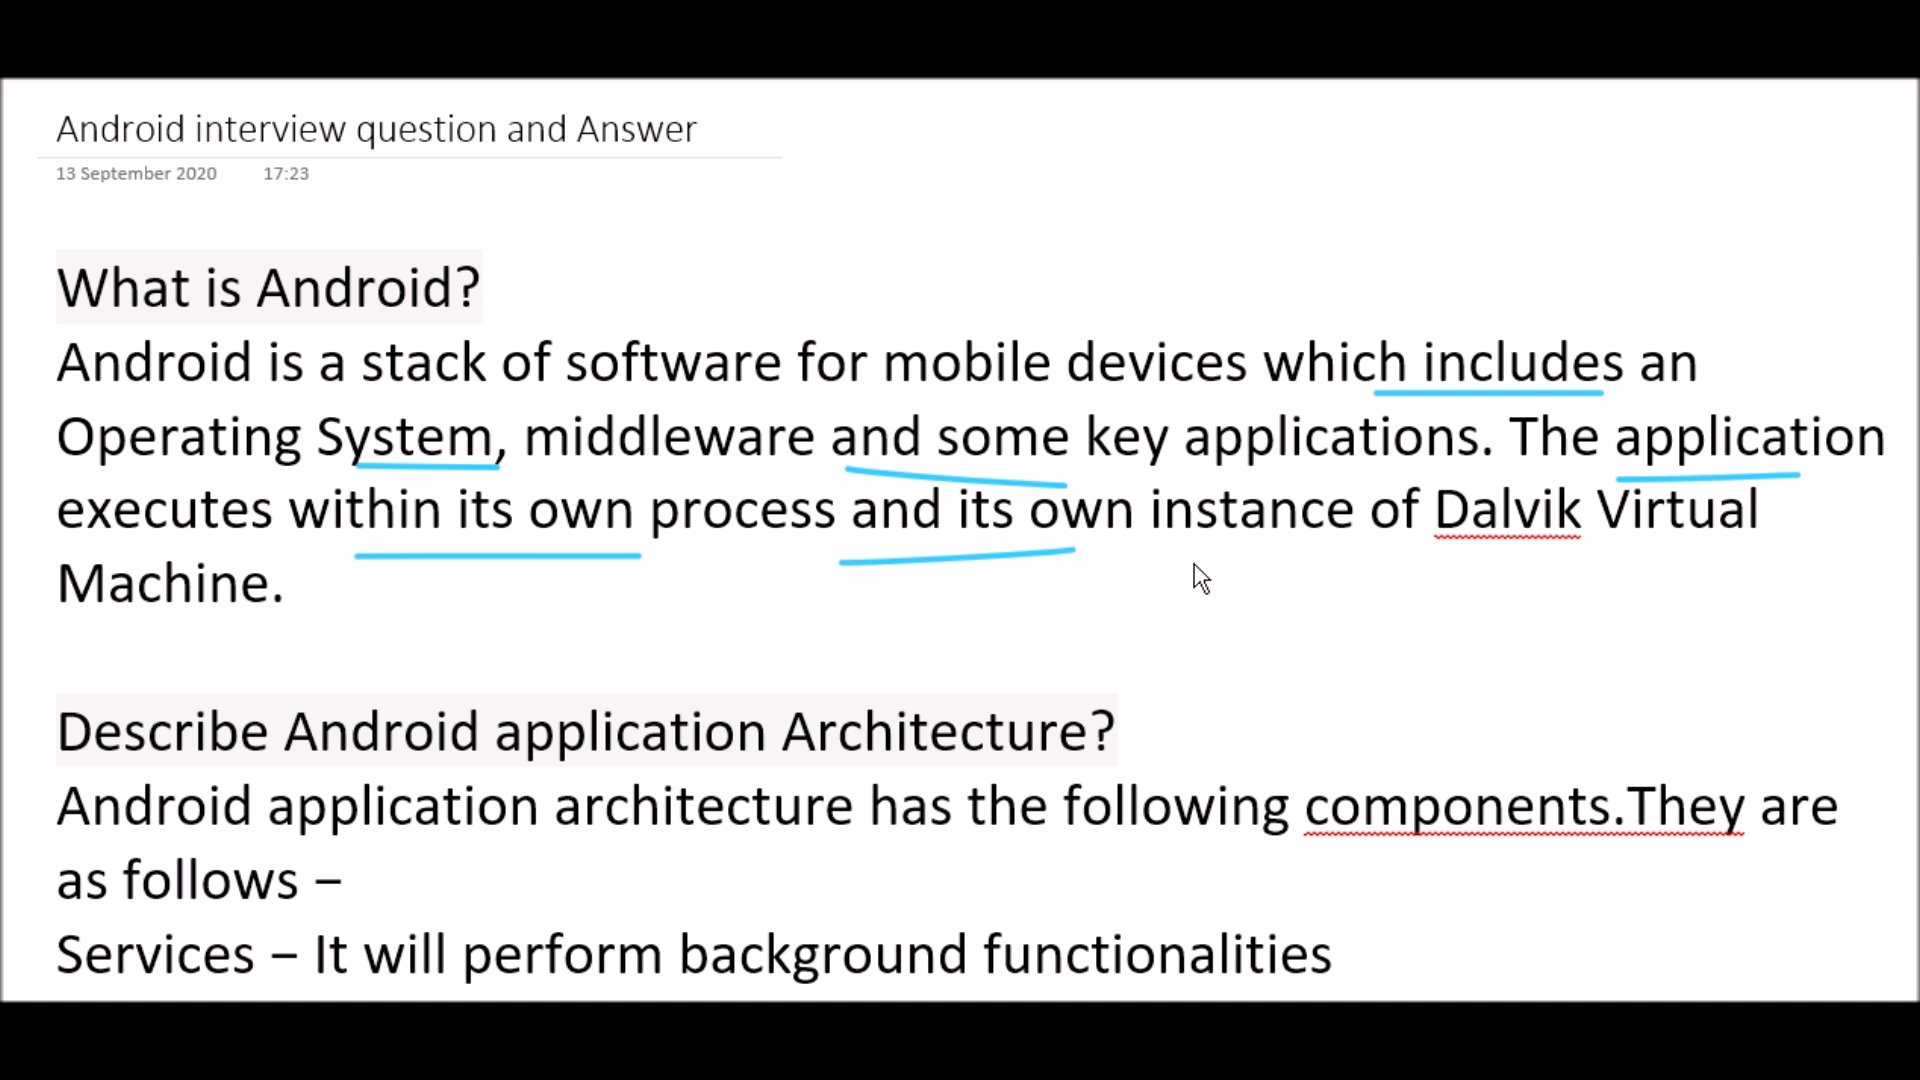 Android interview question and Answer
13 September 2020 17:23
What is Android?
Android is a stack of software for mobile devices which includes an
Operating System, middleware and some key applications. The application
executes within its own process and its own instance of Dalvik Virtual
Machine.
Describe Android application Architecture?
Android application architecture has the following components.They are
as follows −
Services − It will perform background functionalities